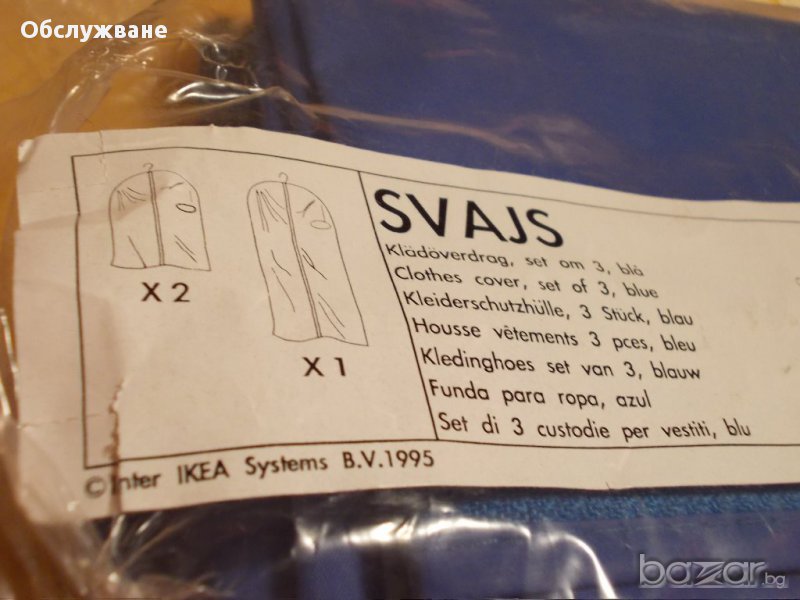 Обслужване
SVAJS
Klädöverdrag, set om 3, blå
Clothes cover, set of 3, blue
Kleiderschutzhülle, 3 Stück, blau
Housse vêtements 3 pces, bleu
Kledinghoes set van 3, blauw
Funda para ropa, azul
Set di 3 custodie per vestiti, blu
X 2
X 1
© Inter IKEA Systems B.V.1995
bazar.bg